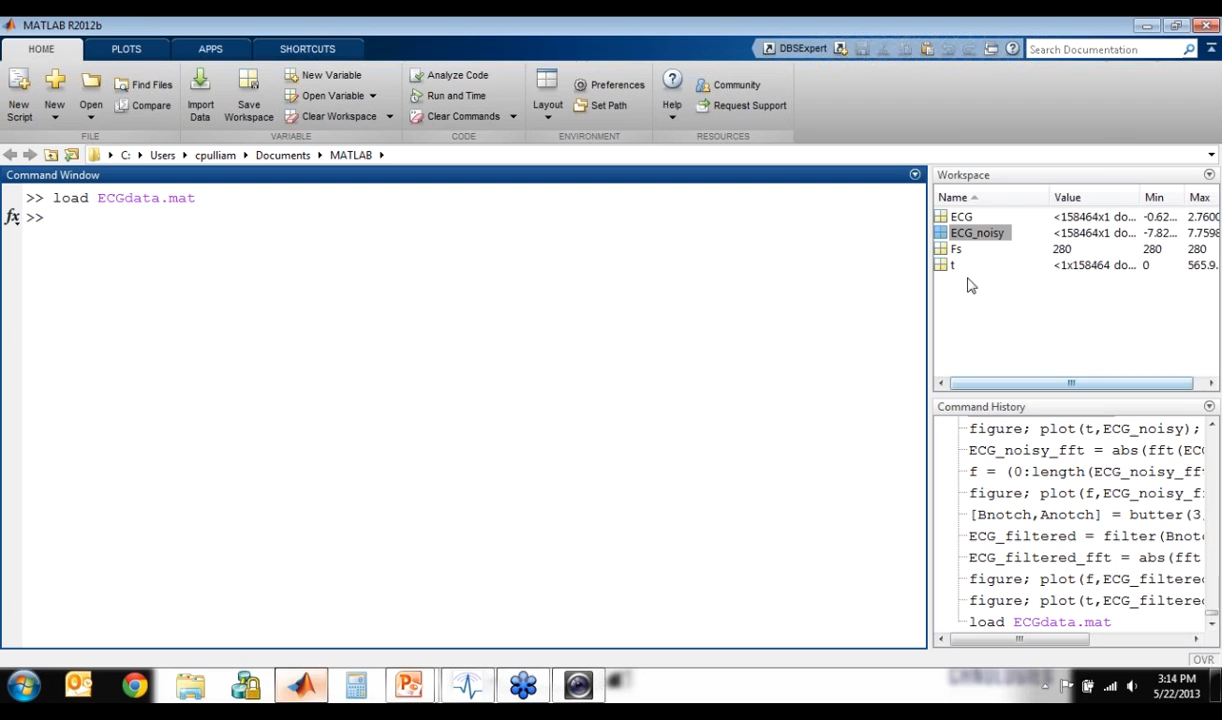 MATLAB R2012b
HOME PLOTS APPS SHORTCUTS DBSExpert Search Documentation
New Script
New
Open
Find Files
Compare
FILE
Import Data
Save Workspace
New Variable
Open Variable
Clear Workspace
VARIABLE
Analyze Code
Run and Time
Clear Commands
CODE
Layout
Preferences
Set Path
ENVIRONMENT
Help
Community
Request Support
RESOURCES
C: Users cpulliam Documents MATLAB
Command Window
>> load ECGdata.mat
fx >>
Workspace
Name Value Min Max
ECG <158464x1 do... -0.62... 2.7600
ECG_noisy <158464x1 do... -7.82... 7.7598
Fs 280 280 280
t <1x158464 do... 0 565.9.
Command History
figure; plot(t,ECG_noisy);
ECG_noisy_fft = abs(fft(EC
f = (0:length(ECG_noisy_ff
figure; plot(f,ECG_noisy_f
[Bnotch,Anotch] = butter(3,
ECG_filtered = filter(Bnotc
ECG_filtered_fft = abs(fft
figure; plot(f,ECG_filtered
figure; plot(t,ECG_filtered
load ECGdata.mat
OVR
3:14 PM
5/22/2013